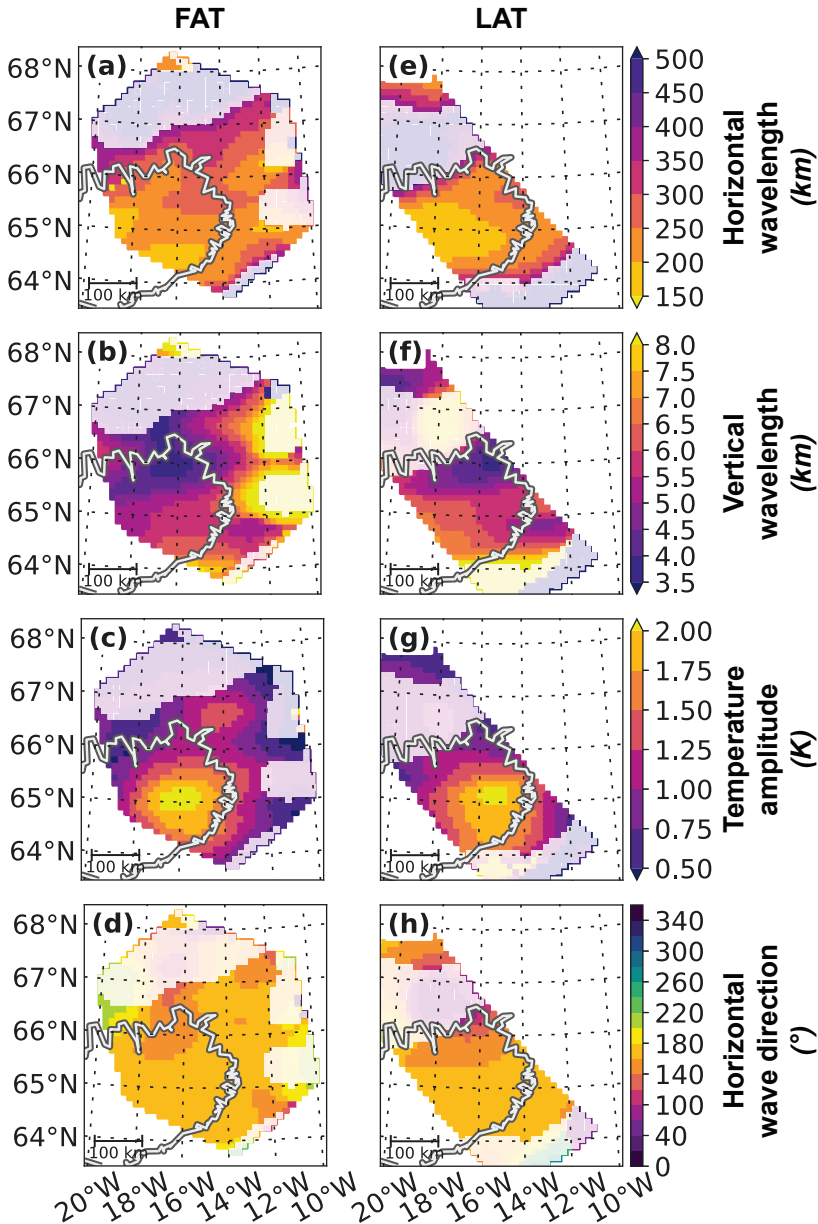 FAT
LAT
(a)
(e)
68°N
67°N
66°N
65°N
64°N
100 km
100 km
500
450
400
350
300
250
200
150
Horizontal
wavelength
(km)
(b)
(f)
68°N
67°N
66°N
65°N
64°N
100 km
100 km
8.0
7.5
7.0
6.5
6.0
5.5
5.0
4.5
4.0
3.5
Vertical
wavelength
(km)
(c)
(g)
68°N
67°N
66°N
65°N
64°N
100 km
100 km
2.00
1.75
1.50
1.25
1.00
0.75
0.50
Temperature
amplitude
(K)
(d)
(h)
68°N
67°N
66°N
65°N
64°N
100 km
100 km
340
300
260
220
180
140
100
40
0
Horizontal
wave direction
(°)
20°W
18°W
16°W
14°W
12°W
10°W
20°W
18°W
16°W
14°W
12°W
10°W